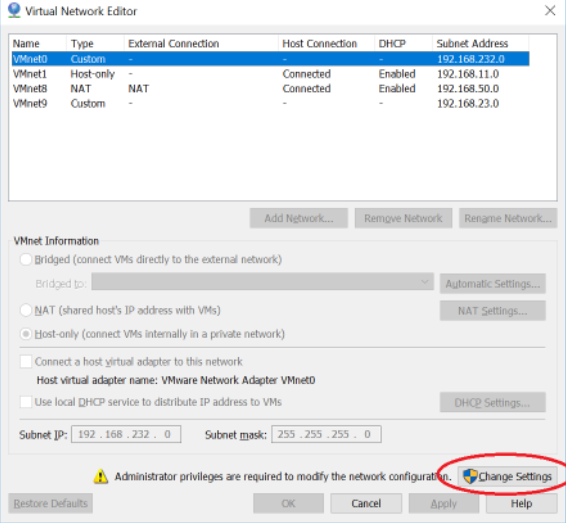 Virtual Network Editor
Name Type External Connection Host Connection DHCP Subnet Address
VMnet0 Custom - - - 192.168.232.0
VMnet1 Host-only - Connected Enabled 192.168.11.0
VMnet8 NAT NAT Connected Enabled 192.168.50.0
VMnet9 Custom - - - 192.168.23.0
Add Network... Remove Network Rename Network...
VMnet Information
Bridged (connect VMs directly to the external network)
Bridged to: Automatic Settings...
NAT (shared host's IP address with VMs) NAT Settings...
Host-only (connect VMs internally in a private network)
Connect a host virtual adapter to this network
Host virtual adapter name: VMware Network Adapter VMnet0
Use local DHCP service to distribute IP address to VMs DHCP Settings...
Subnet IP: 192 . 168 . 232 . 0 Subnet mask: 255 . 255 . 255 . 0
Administrator privileges are required to modify the network configuration. Change Settings
Restore Defaults OK Cancel Apply Help